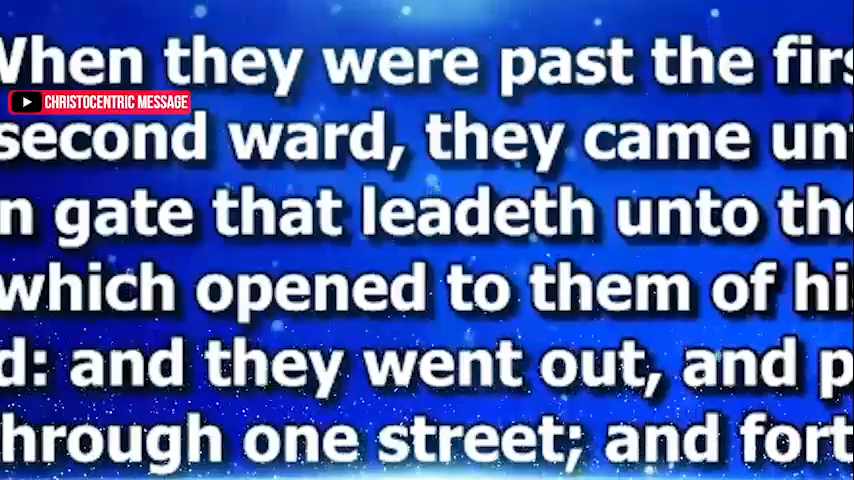 When they were past the firs
CHRISTOCENTRIC MESSAGE
second ward, they came unt
n gate that leadeth unto the
which opened to them of hi
d: and they went out, and p
hrough one street; and fort